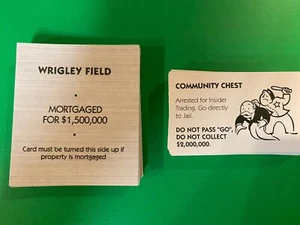 WRIGLEY FIELD
MORTGAGED
FOR $1,500,000
Card must be turned this side up if
property is mortgaged
COMMUNITY CHEST
Arrested for Insider
Trading. Go directly
to Jail.
DO NOT PASS "GO",
DO NOT COLLECT
$2,000,000.